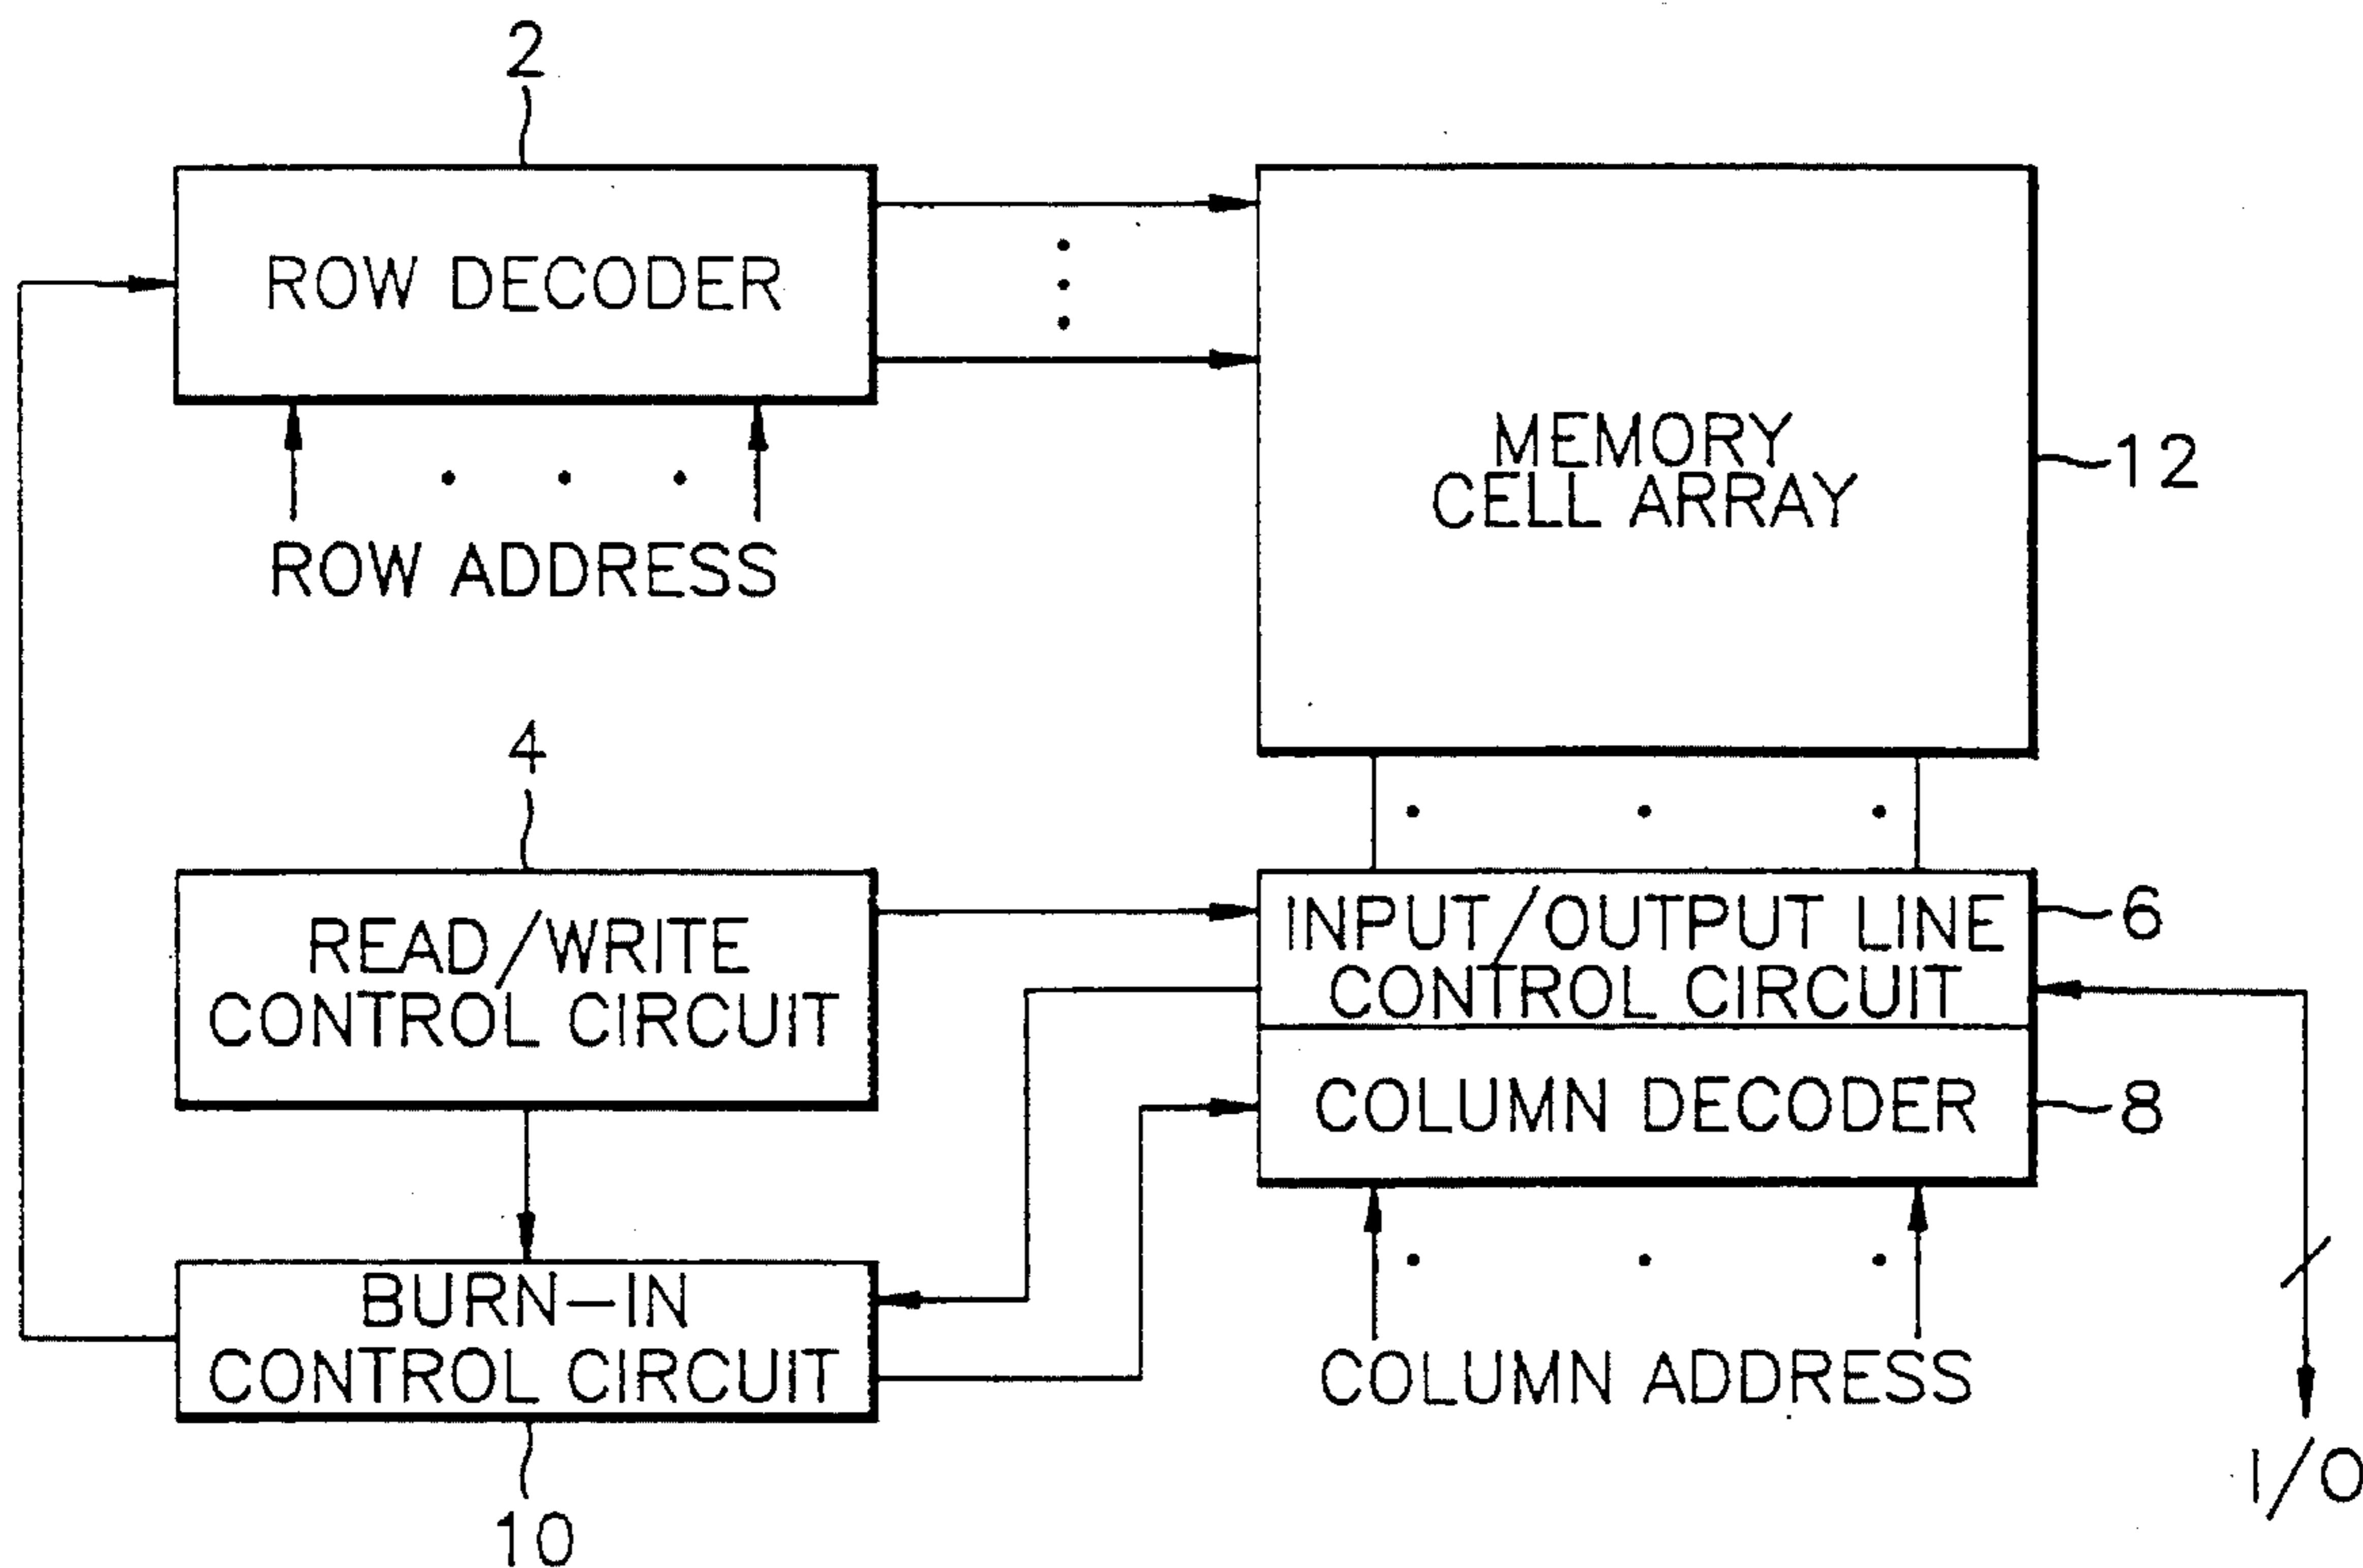 2
ROW DECODER
ROW ADDRESS
MEMORY
CELL ARRAY
12
4
READ/WRITE
CONTROL CIRCUIT
INPUT/OUTPUT LINE
CONTROL CIRCUIT
6
COLUMN DECODER
8
BURN-IN
CONTROL CIRCUIT
10
COLUMN ADDRESS
I/O